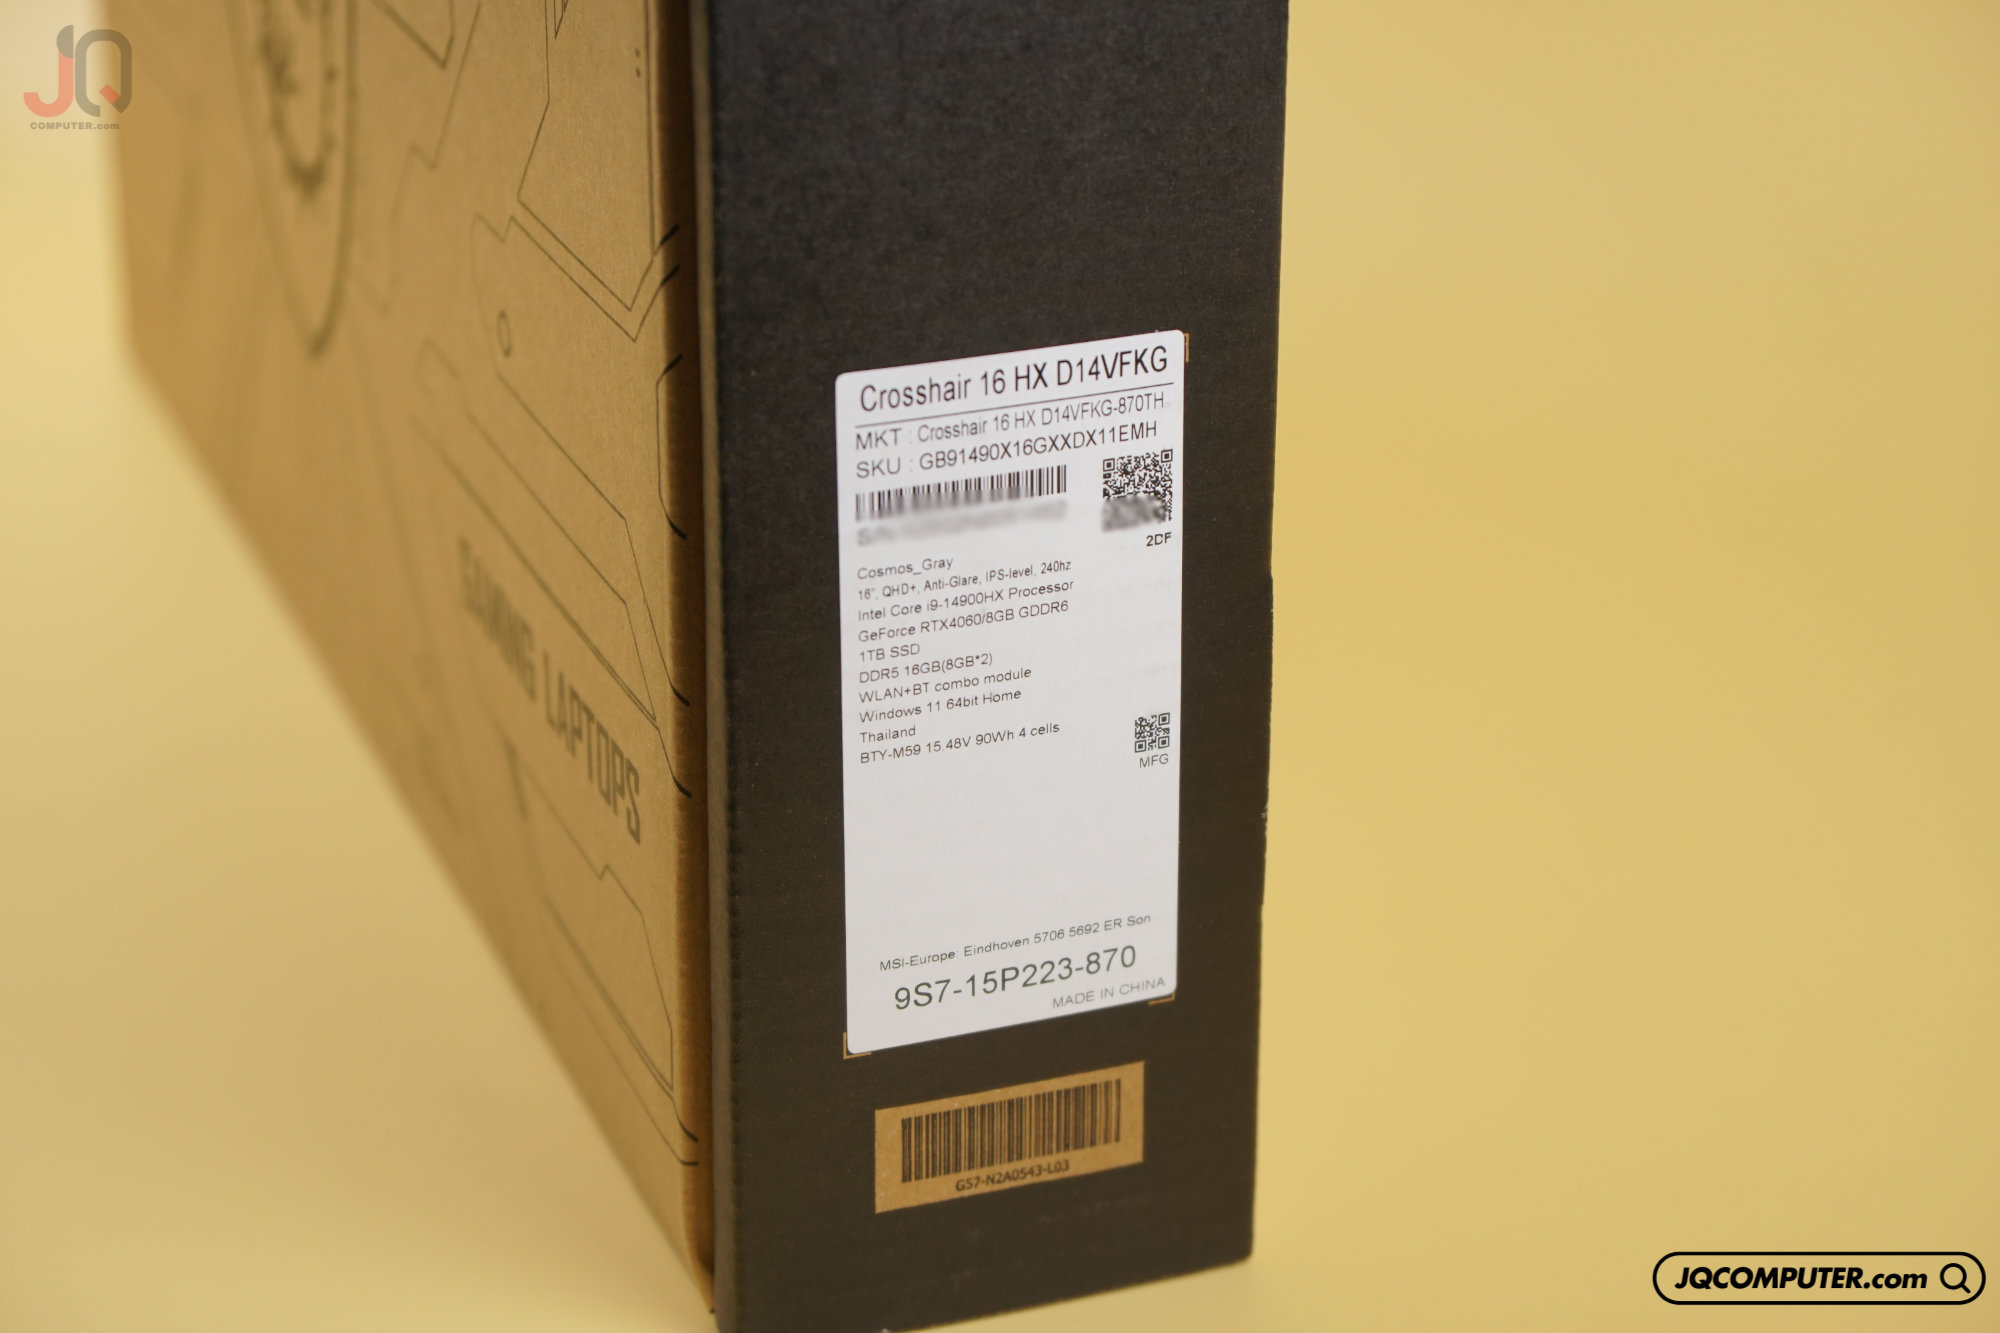 JQ
COMPUTER.com
GAMING LAPTOPS
Crosshair 16 HX D14VFKG
MKT : Crosshair 16 HX D14VFKG-870TH
SKU : GB91490X16GXXDX11EMH
2CF
Cosmos_Gray
16", QHD+, Anti-Glare, IPS-level, 240hz
Intel Core i9-14900HX Processor
GeForce RTX4060/8GB GDDR6
1TB SSD
DDR5 16GB(8GB*2)
WLAN+BT combo module
Windows 11 64bit Home
Thailand
BTY-M59 15.48V 90Wh 4 cells
MFG
MSI-Europe: Eindhoven 5706 5692 ER Son
9S7-15P223-870
MADE IN CHINA
G57-N2A0543-L03
JQCOMPUTER.com